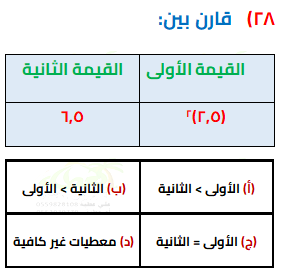 ٢٨) قارن بين:
القيمة الأولى القيمة الثانية
(٢,٥)٢ ٦,٥
(أ) الأولى > الثانية (ب) الثانية > الأولى
(ج) الأولى = الثانية (د) معطيات غير كافية